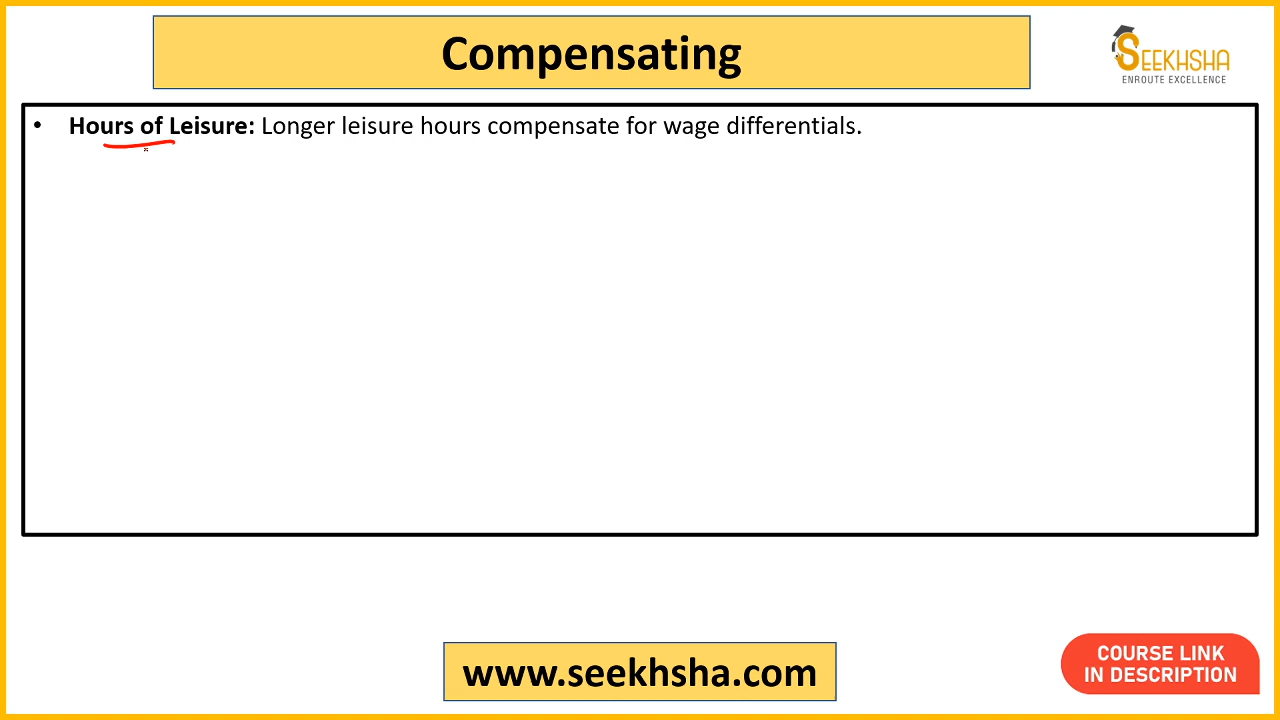 Compensating
SEEKHSHA
ENROUTE EXCELLENCE
• Hours of Leisure: Longer leisure hours compensate for wage differentials.
www.seekhsha.com
COURSE LINK
IN DESCRIPTION